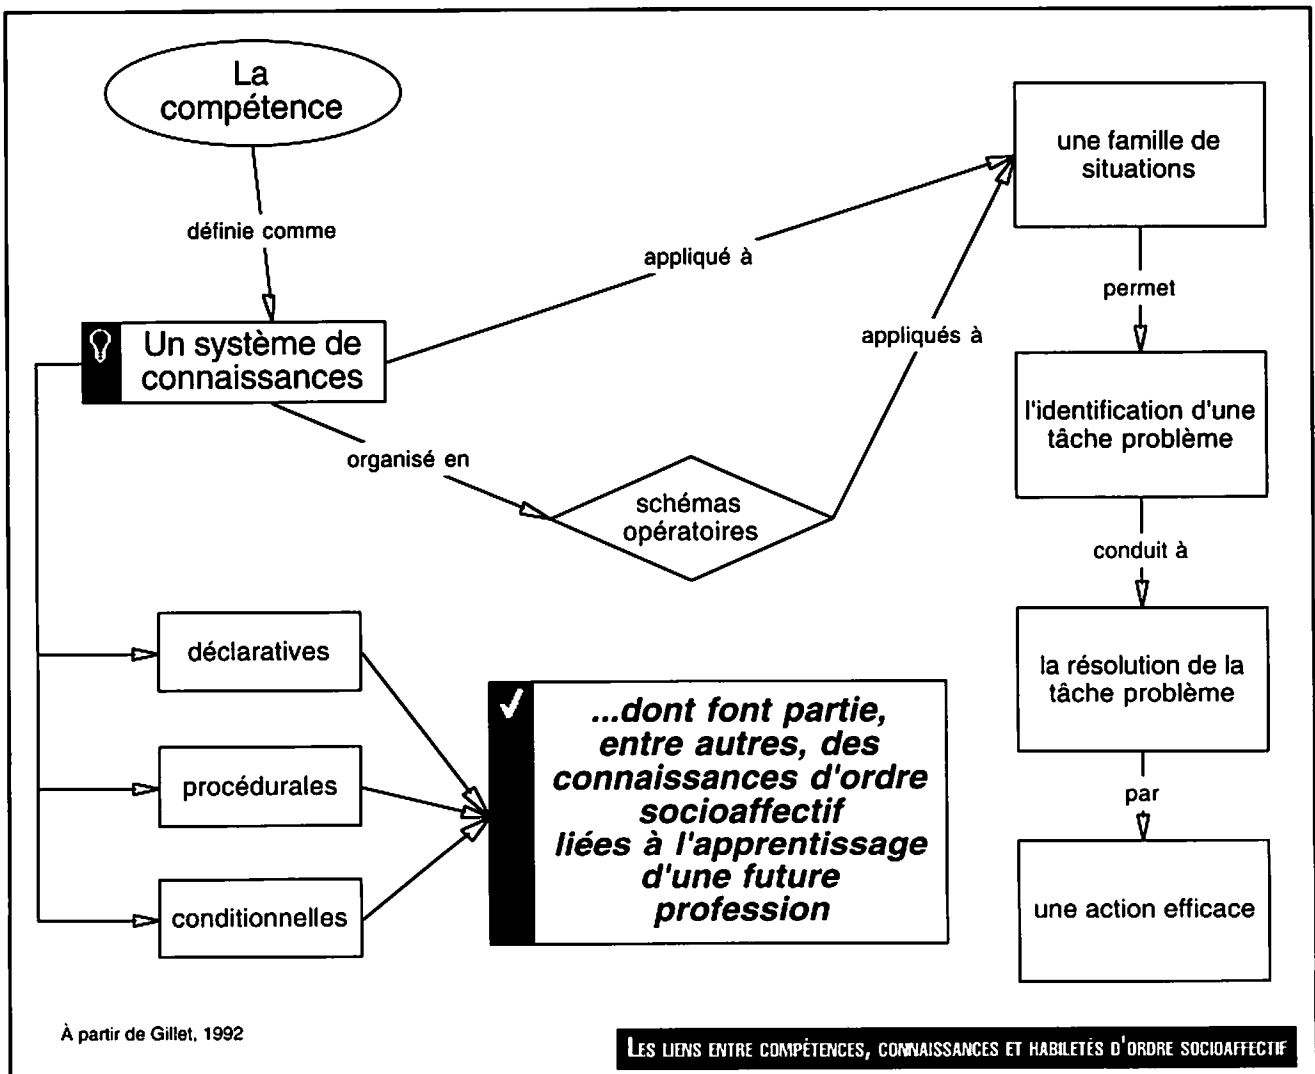 La
compétence
définie comme
Un système de
connaissances
appliqué à
organisé en
schémas
opératoires
appliqués à
une famille de
situations
permet
l'identification d'une
tâche problème
conduit à
la résolution de la
tâche problème
par
une action efficace
déclaratives
procédurales
conditionnelles
...dont font partie,
entre autres, des
connaissances d'ordre
socioaffectif
liées à l'apprentissage
d'une future
profession
À partir de Gillet, 1992
LES LIENS ENTRE COMPÉTENCES, CONNAISSANCES ET HABILETÉS D'ORDRE SOCIOAFFECTIF